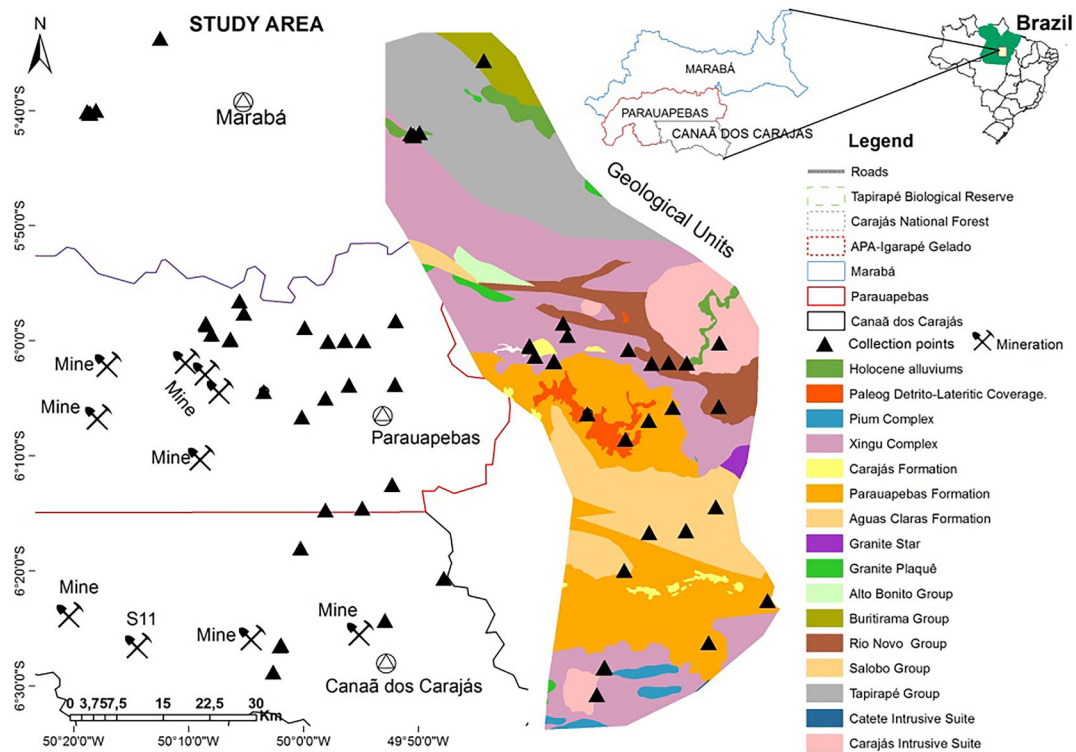 STUDY AREA
N
Brazil
MARABÁ
PARAUAPEBAS
CANAÃ DOS CARAJÁS
Marabá
5°40'0"S
5°50'0"S
6°0'0"S
6°10'0"S
6°20'0"S
6°30'0"S
Geological Units
Mine
Mine
Mine
Mine
Parauapebas
Mine
S11
Mine
Mine
Canaã dos Carajás
0 3,75 7,5 15 22,5 30
Km
50°20'0"W 50°10'0"W 50°0'0"W 49°50'0"W
Legend
Roads
Tapirapé Biological Reserve
Carajás National Forest
APA-Igarapé Gelado
Marabá
Parauapebas
Canaã dos Carajás
Collection points Mineration
Holocene alluviums
Paleog Detrito-Lateritic Coverage.
Pium Complex
Xingu Complex
Carajás Formation
Parauapebas Formation
Aguas Claras Formation
Granite Star
Granite Plaquê
Alto Bonito Group
Buritirama Group
Rio Novo Group
Salobo Group
Tapirapé Group
Catete Intrusive Suite
Carajás Intrusive Suite